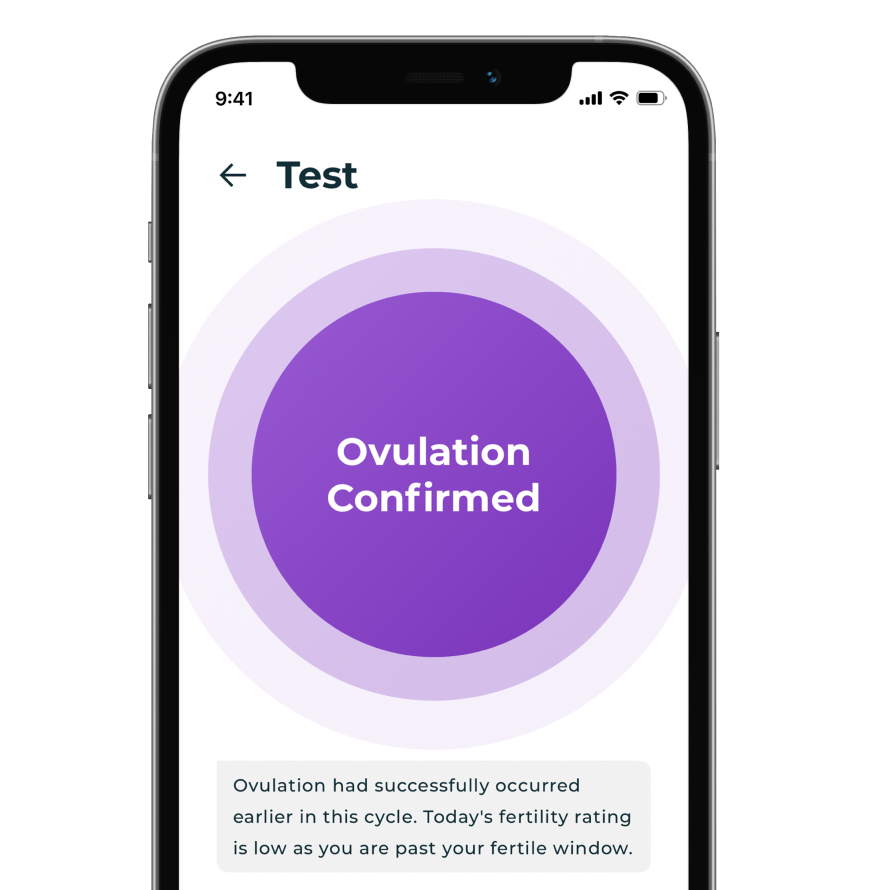 9:41
Test
Ovulation
Confirmed
Ovulation had successfully occurred
earlier in this cycle. Today's fertility rating
is low as you are past your fertile window.